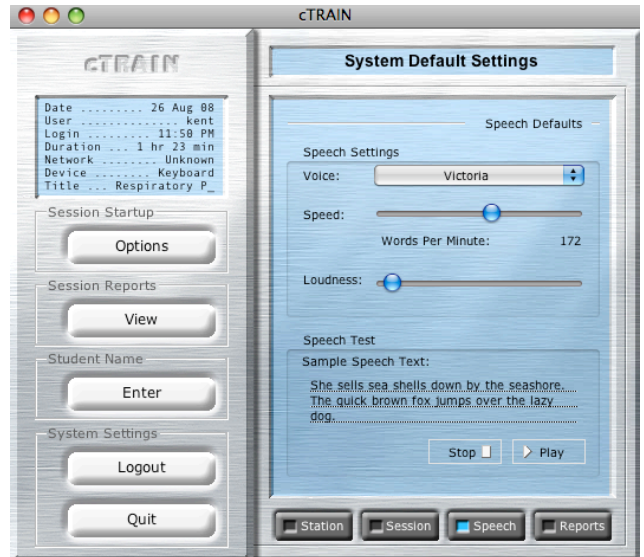 cTRAIN
cTRAIN
Date ......... 26 Aug 08
User .............. kent
Login ......... 11:50 PM
Duration ... 1 hr 23 min
Network ........ Unknown
Device ........ Keyboard
Title ... Respiratory P_
Session Startup
Options
Session Reports
View
Student Name
Enter
System Settings
Logout
Quit
System Default Settings
Speech Defaults
Speech Settings
Voice: Victoria
Speed:
Words Per Minute: 172
Loudness:
Speech Test
Sample Speech Text:
She sells sea shells down by the seashore.
The quick brown fox jumps over the lazy
dog.
Stop Play
Station Session Speech Reports